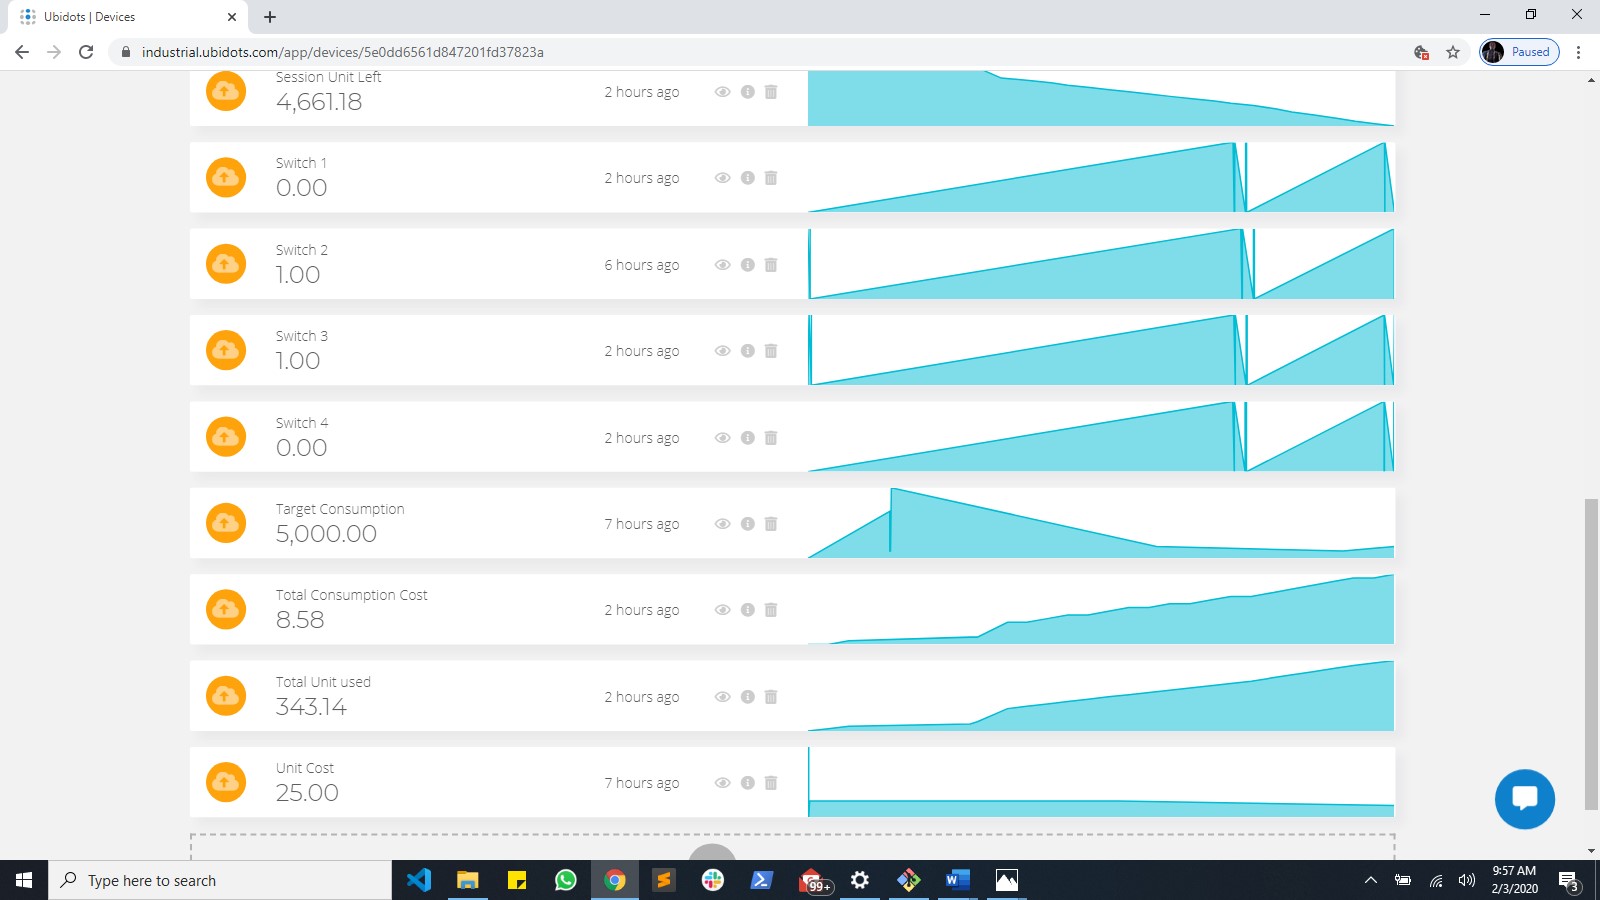 Ubidots | Devices
industrial.ubidots.com/app/devices/5e0dd6561d847201fd37823a
Paused
Session Unit Left
4,661.18
2 hours ago
Switch 1
0.00
2 hours ago
Switch 2
1.00
6 hours ago
Switch 3
1.00
2 hours ago
Switch 4
0.00
2 hours ago
Target Consumption
5,000.00
7 hours ago
Total Consumption Cost
8.58
2 hours ago
Total Unit used
343.14
2 hours ago
Unit Cost
25.00
7 hours ago
Type here to search
99+
9:57 AM
2/3/2020
3